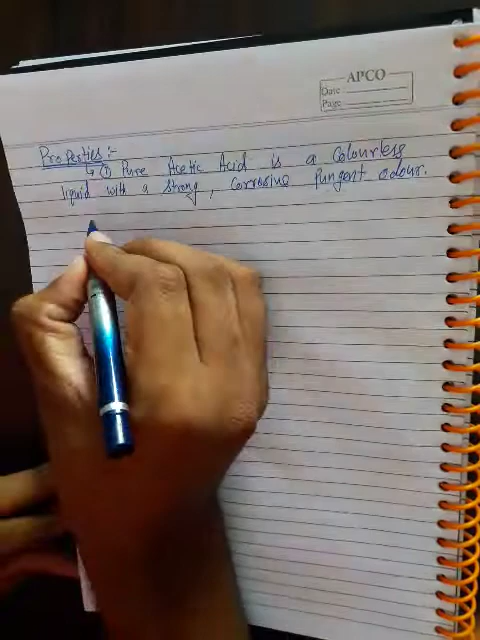 APCO
Date
Page
Properties :-
↳ ① Pure Acetic Acid is a Colourless
liquid with a strong, corrosive pungent odour.